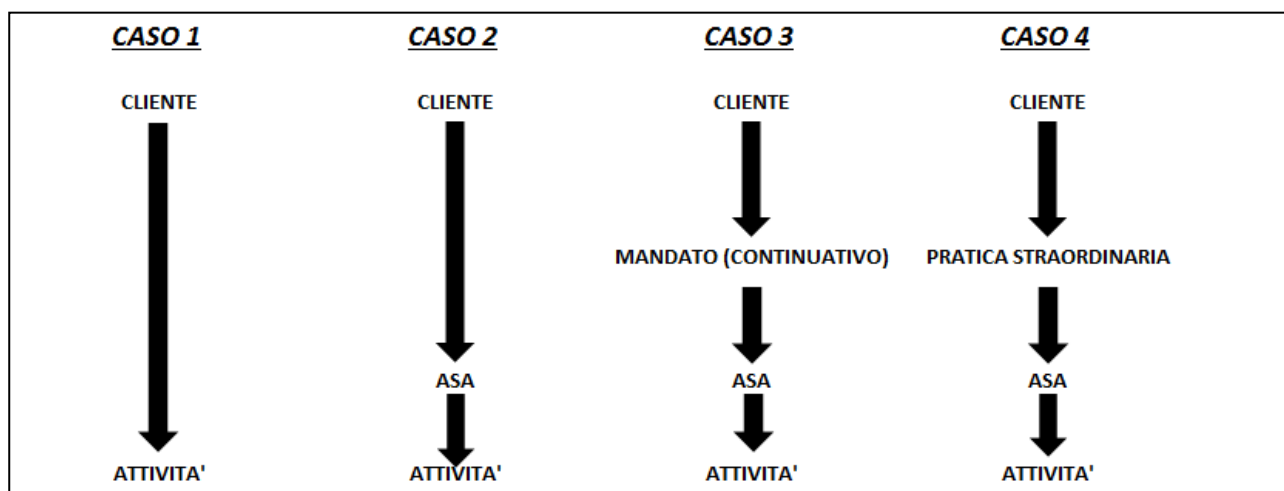 CASO 1 CASO 2 CASO 3 CASO 4
CLIENTE CLIENTE CLIENTE CLIENTE
MANDATO (CONTINUATIVO) PRATICA STRAORDINARIA
ASA ASA ASA
ATTIVITA' ATTIVITA' ATTIVITA' ATTIVITA'